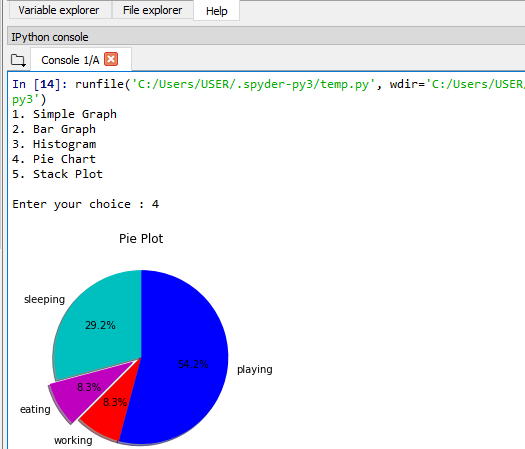 Variable explorer File explorer Help
IPython console
Console 1/A
In [14]: runfile('C:/Users/USER/.spyder-py3/temp.py', wdir='C:/Users/USER/
py3')
1. Simple Graph
2. Bar Graph
3. Histogram
4. Pie Chart
5. Stack Plot
Enter your choice : 4
Pie Plot
sleeping
29.2%
54.2%
playing
8.3%
eating
8.3%
working